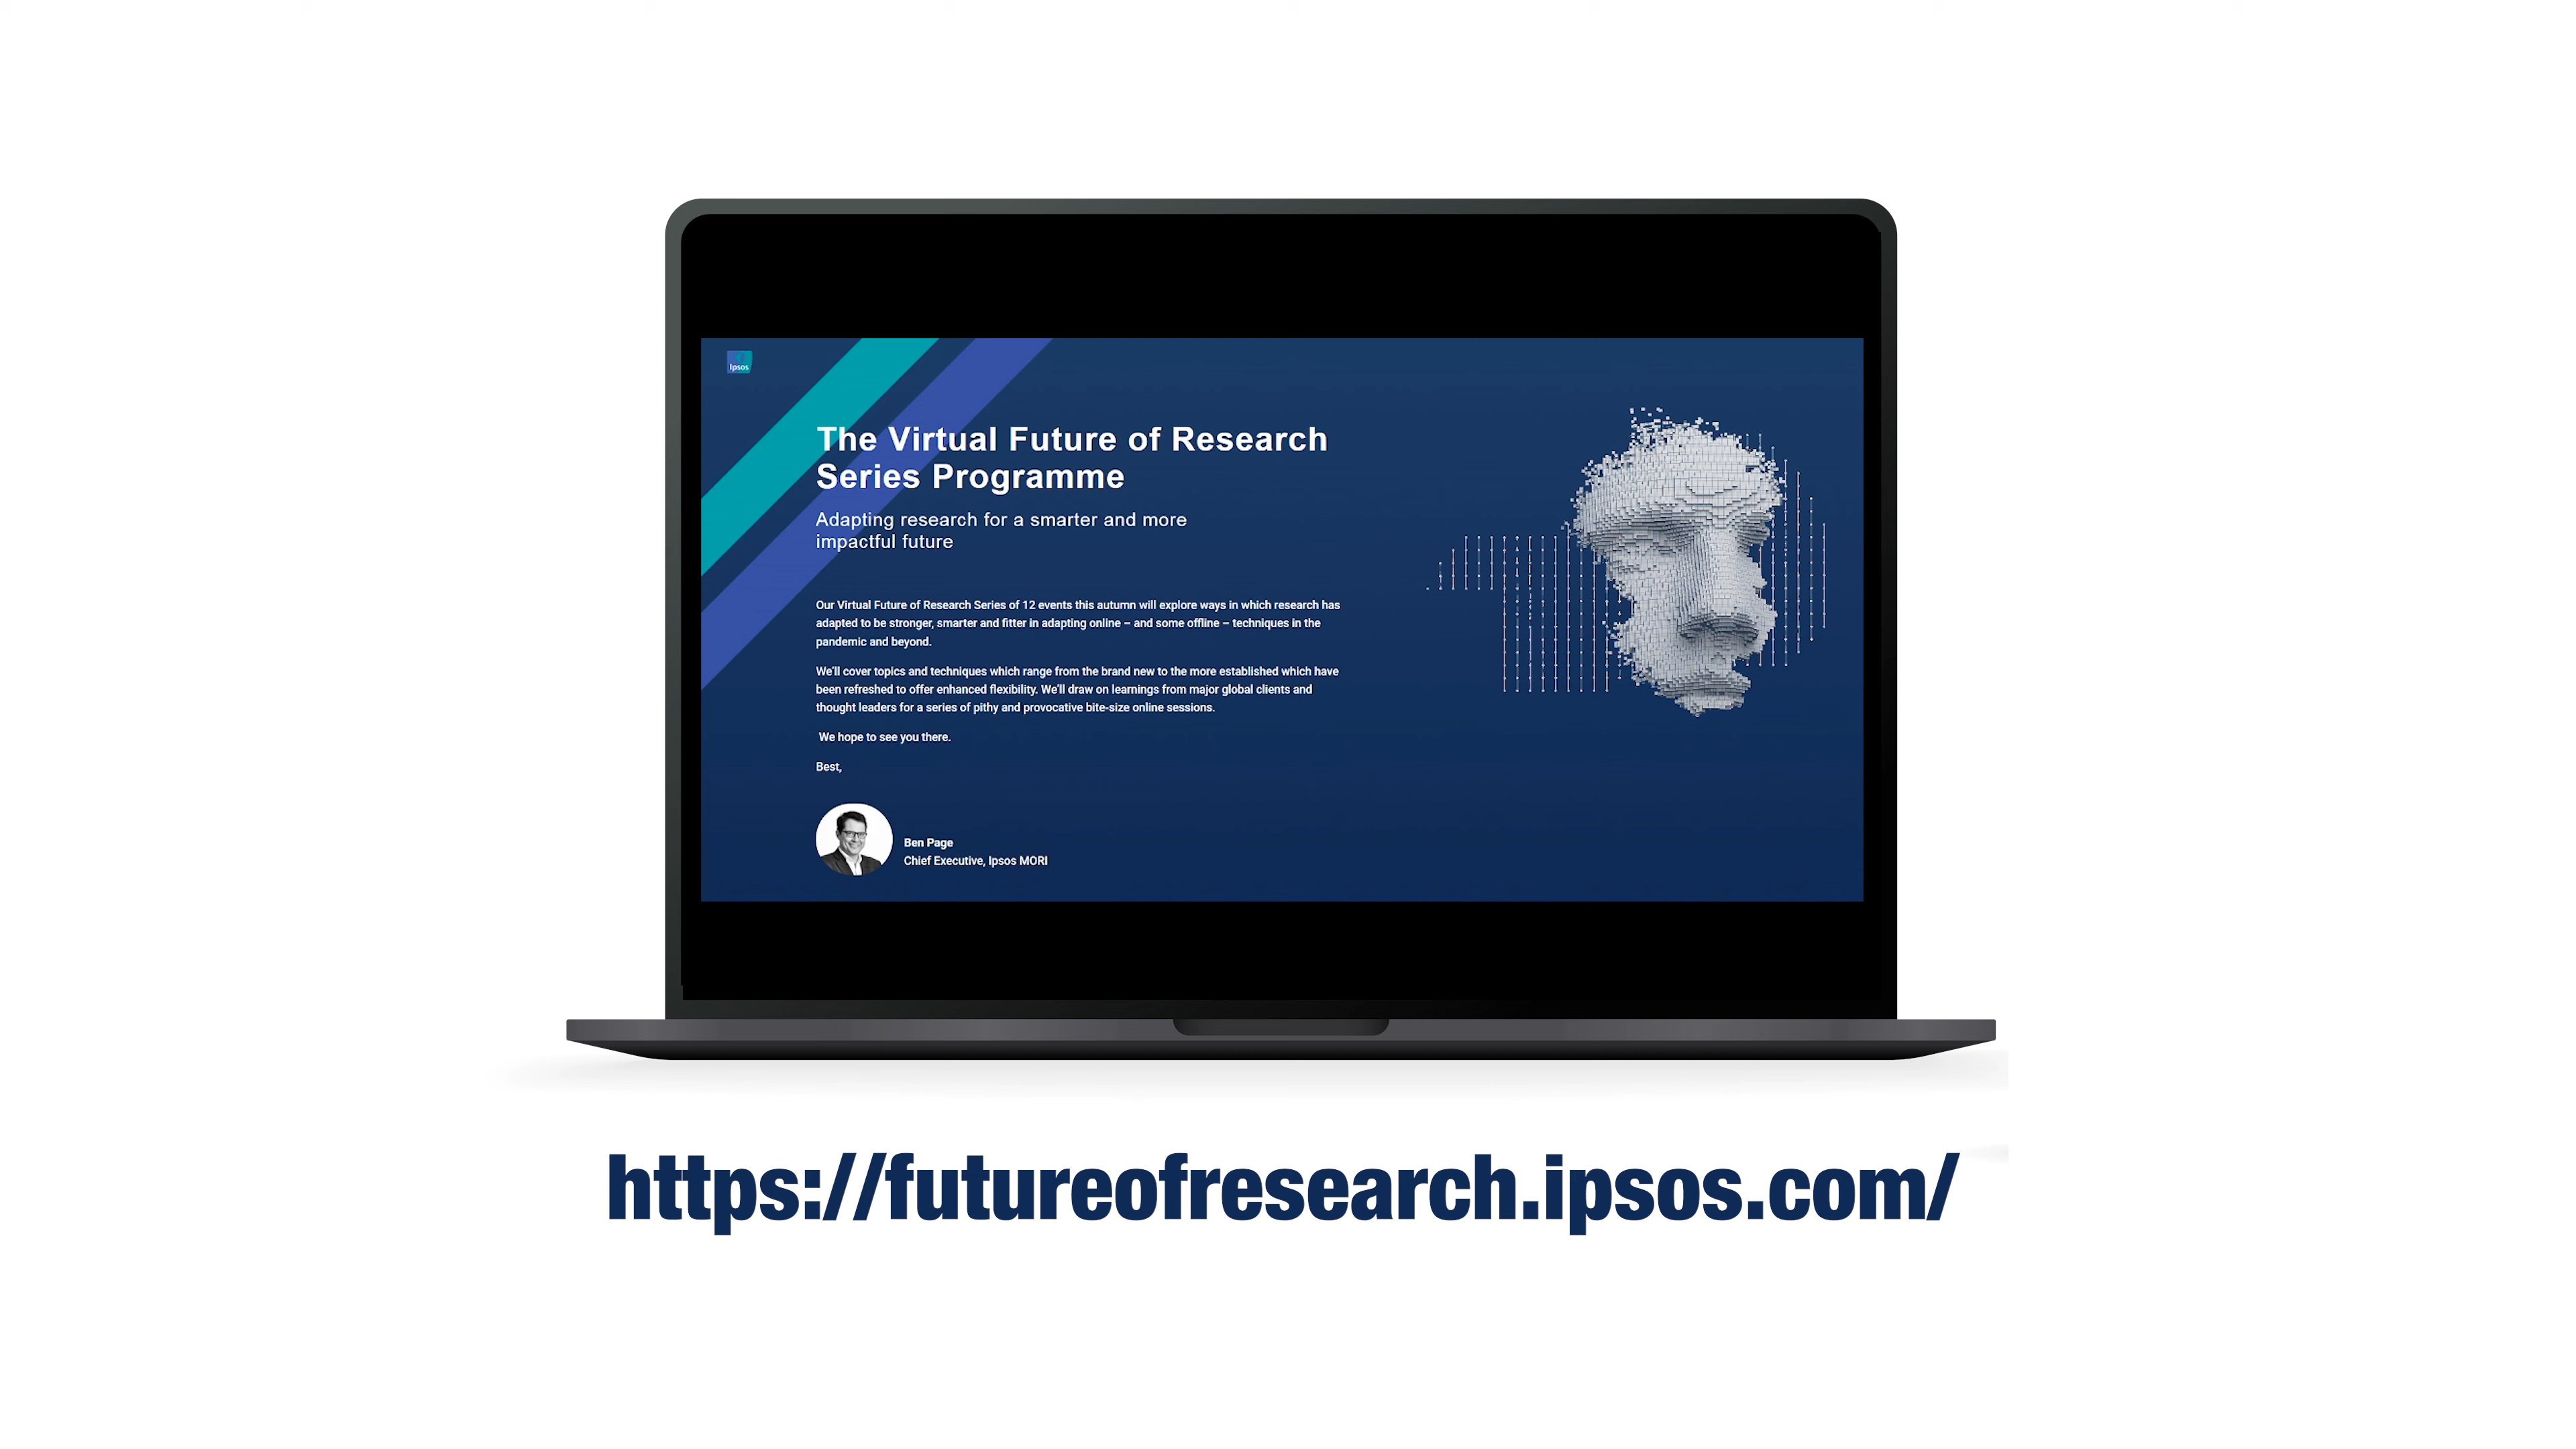 Ipsos
The Virtual Future of Research
Series Programme
Adapting research for a smarter and more
impactful future
Our Virtual Future of Research Series of 12 events this autumn will explore ways in which research has
adapted to be stronger, smarter and fitter in adapting online – and some offline – techniques in the
pandemic and beyond.
We'll cover topics and techniques which range from the brand new to the more established which have
been refreshed to offer enhanced flexibility. We'll draw on learnings from major global clients and
thought leaders for a series of pithy and provocative bite-size online sessions.
We hope to see you there.
Best,
Ben Page
Chief Executive, Ipsos MORI
https://futureofresearch.ipsos.com/